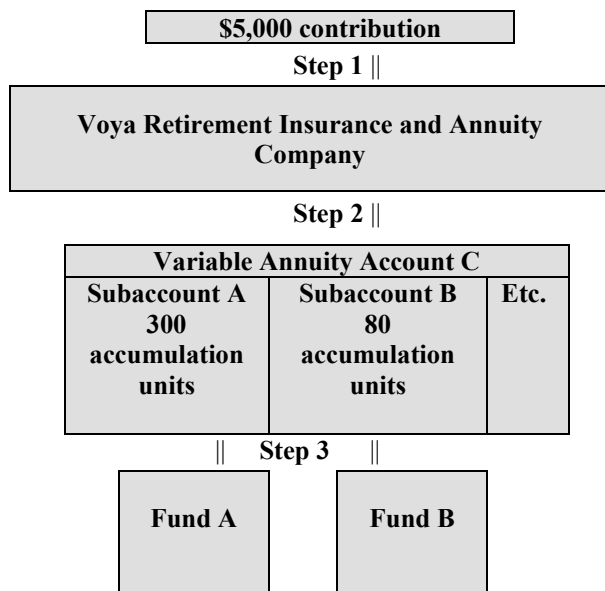 $5,000 contribution
Step 1 ||
Voya Retirement Insurance and Annuity
Company
Step 2 ||
Variable Annuity Account C
Subaccount A
300
accumulation
units
Subaccount B
80
accumulation
units
Etc.
|| Step 3 ||
Fund A
Fund B